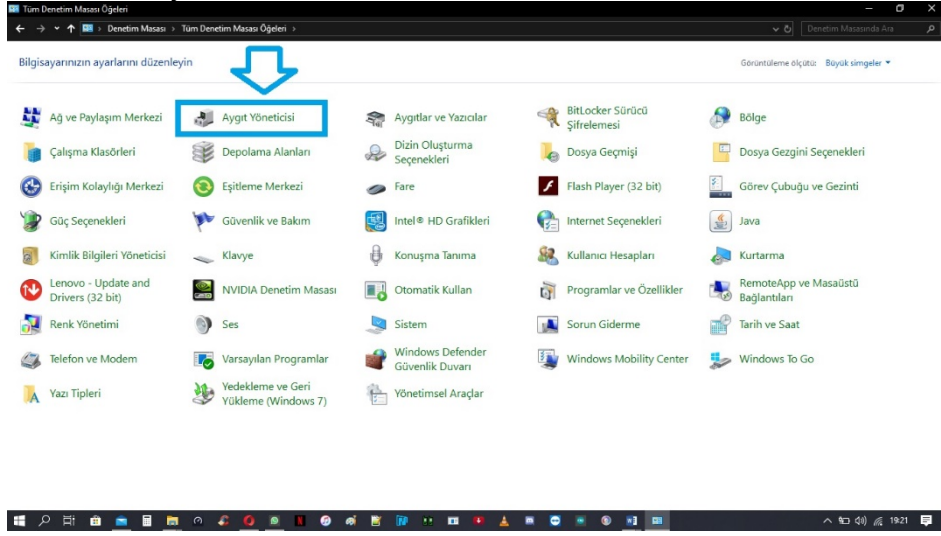 Tüm Denetim Masası Öğeleri
Denetim Masası › Tüm Denetim Masası Öğeleri ›
Denetim Masasında Ara
Bilgisayarınızın ayarlarını düzenleyin
Görüntüleme ölçütü: Büyük simgeler
Ağ ve Paylaşım Merkezi
Aygıt Yöneticisi
Aygıtlar ve Yazıcılar
BitLocker Sürücü
Şifrelemesi
Bölge
Çalışma Klasörleri
Depolama Alanları
Dizin Oluşturma
Seçenekleri
Dosya Geçmişi
Dosya Gezgini Seçenekleri
Erişim Kolaylığı Merkezi
Eşitleme Merkezi
Fare
Flash Player (32 bit)
Görev Çubuğu ve Gezinti
Güç Seçenekleri
Güvenlik ve Bakım
Intel® HD Grafikleri
Internet Seçenekleri
Java
Kimlik Bilgileri Yöneticisi
Klavye
Konuşma Tanıma
Kullanıcı Hesapları
Kurtarma
Lenovo - Update and
Drivers (32 bit)
NVIDIA Denetim Masası
Otomatik Kullan
Programlar ve Özellikler
RemoteApp ve Masaüstü
Bağlantıları
Renk Yönetimi
Ses
Sistem
Sorun Giderme
Tarih ve Saat
Telefon ve Modem
Varsayılan Programlar
Windows Defender
Güvenlik Duvarı
Windows Mobility Center
Windows To Go
Yazı Tipleri
Yedekleme ve Geri
Yükleme (Windows 7)
Yönetimsel Araçlar
19:21